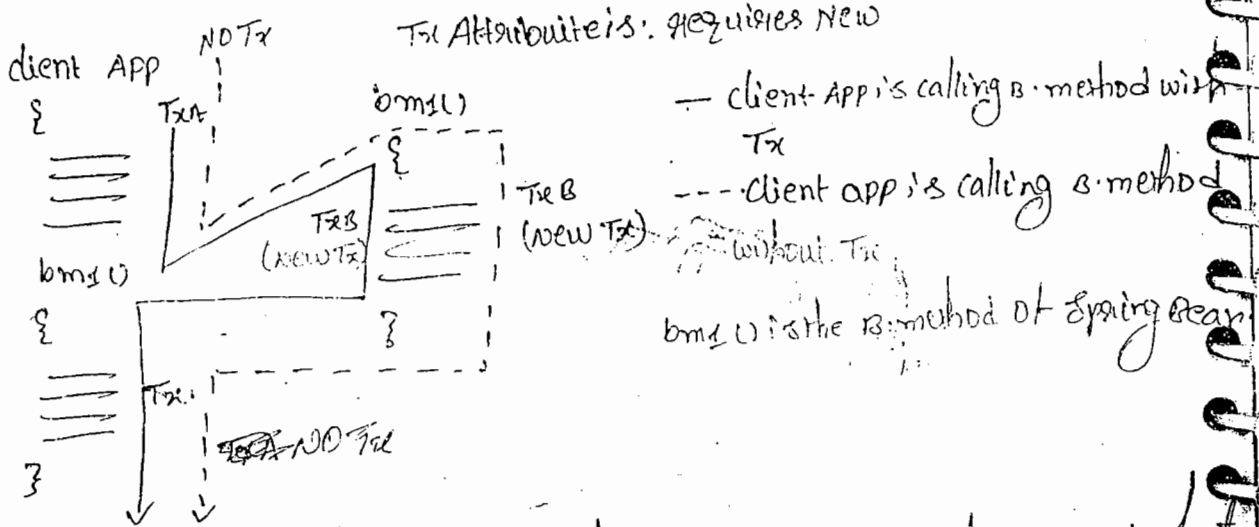 Tx Attribute is: Requires New
NO Tx
client APP
{
TxA
bm1()
{
TxB
(New Tx)
TxB
(New Tx)
bm1()
{
}
Tx
NO Tx
}
— client App is calling B.method with
Tx
---- client app is calling B.method
without Tx
bm1() is the B.method of Spring Bean